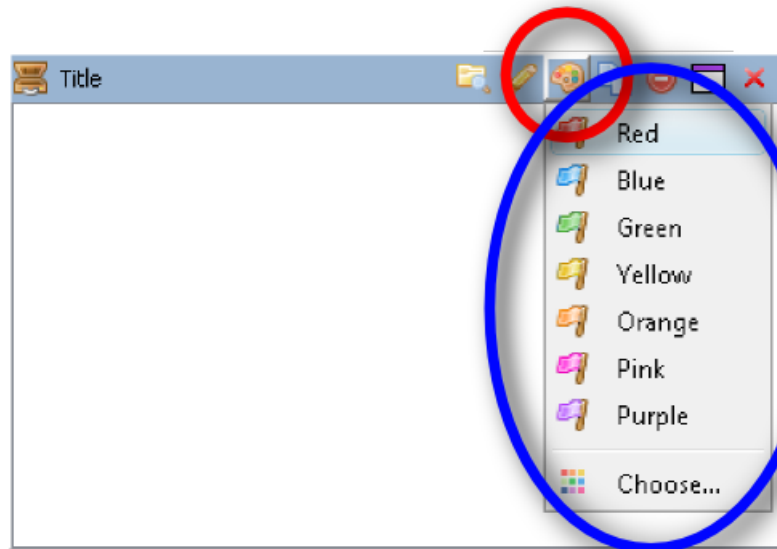 Title
Red
Blue
Green
Yellow
Orange
Pink
Purple
Choose...